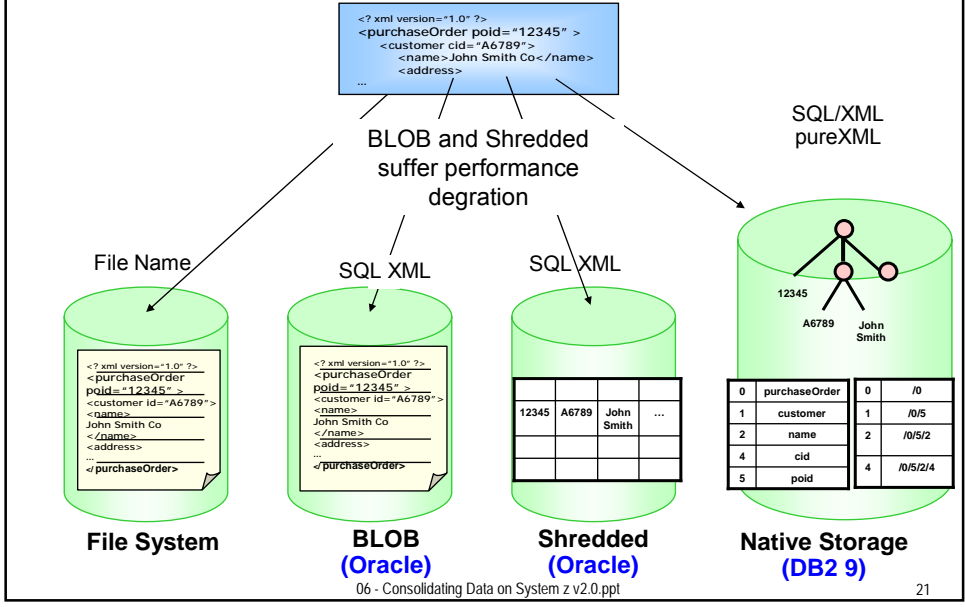 <? xml version="1.0" ?>
<purchaseOrder poid="12345" >
<customer cid="A6789">
<name>John Smith Co</name>
<address>
...
SQL/XML
pureXML
BLOB and Shredded
suffer performance
degration
File Name
SQL XML
SQL XML
<? xml version="1.0" ?>
<purchaseOrder
poid="12345" >
<customer id="A6789">
<name>
John Smith Co
</name>
<address>
...
</purchaseOrder>
<? xml version="1.0" ?>
<purchaseOrder
poid="12345" >
<customer id="A6789">
<name>
John Smith Co
</name>
<address>
...
</purchaseOrder>
12345 A6789 John ...
Smith
12345
A6789 John
Smith
0 purchaseOrder
1 customer
2 name
4 cid
5 poid
0 /0
1 /0/5
2 /0/5/2
4 /0/5/2/4
File System
BLOB
(Oracle)
Shredded
(Oracle)
Native Storage
(DB2 9)
06 - Consolidating Data on System z v2.0.ppt
21